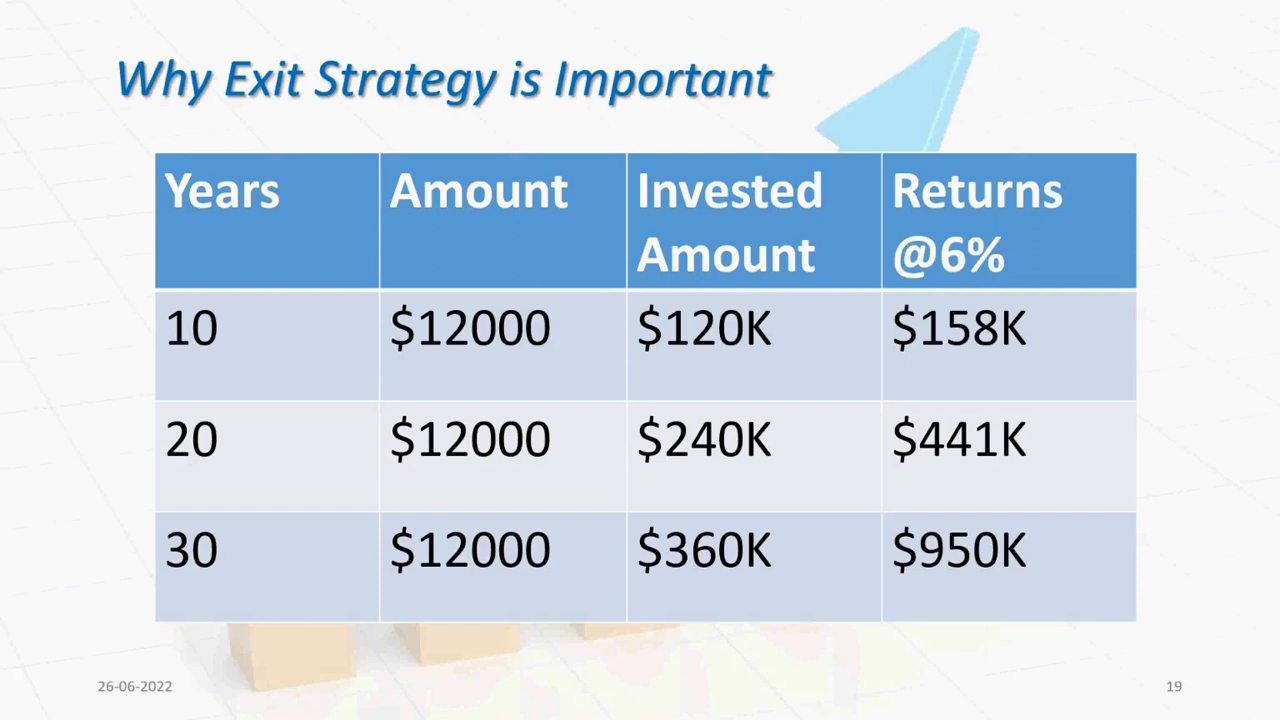 Why Exit Strategy is Important
Years Amount Invested Amount Returns @6%
10 $12000 $120K $158K
20 $12000 $240K $441K
30 $12000 $360K $950K
26-06-2022 19